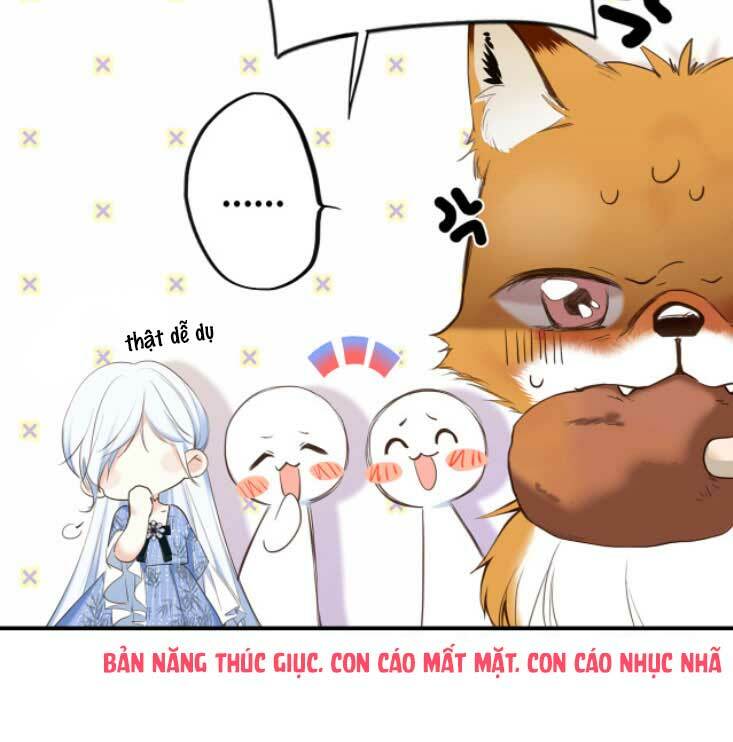 ......
thật dễ dụ
BẢN NĂNG THÚC GIỤC. CON CÁO MẤT MẶT. CON CÁO NHỤC NHÃ